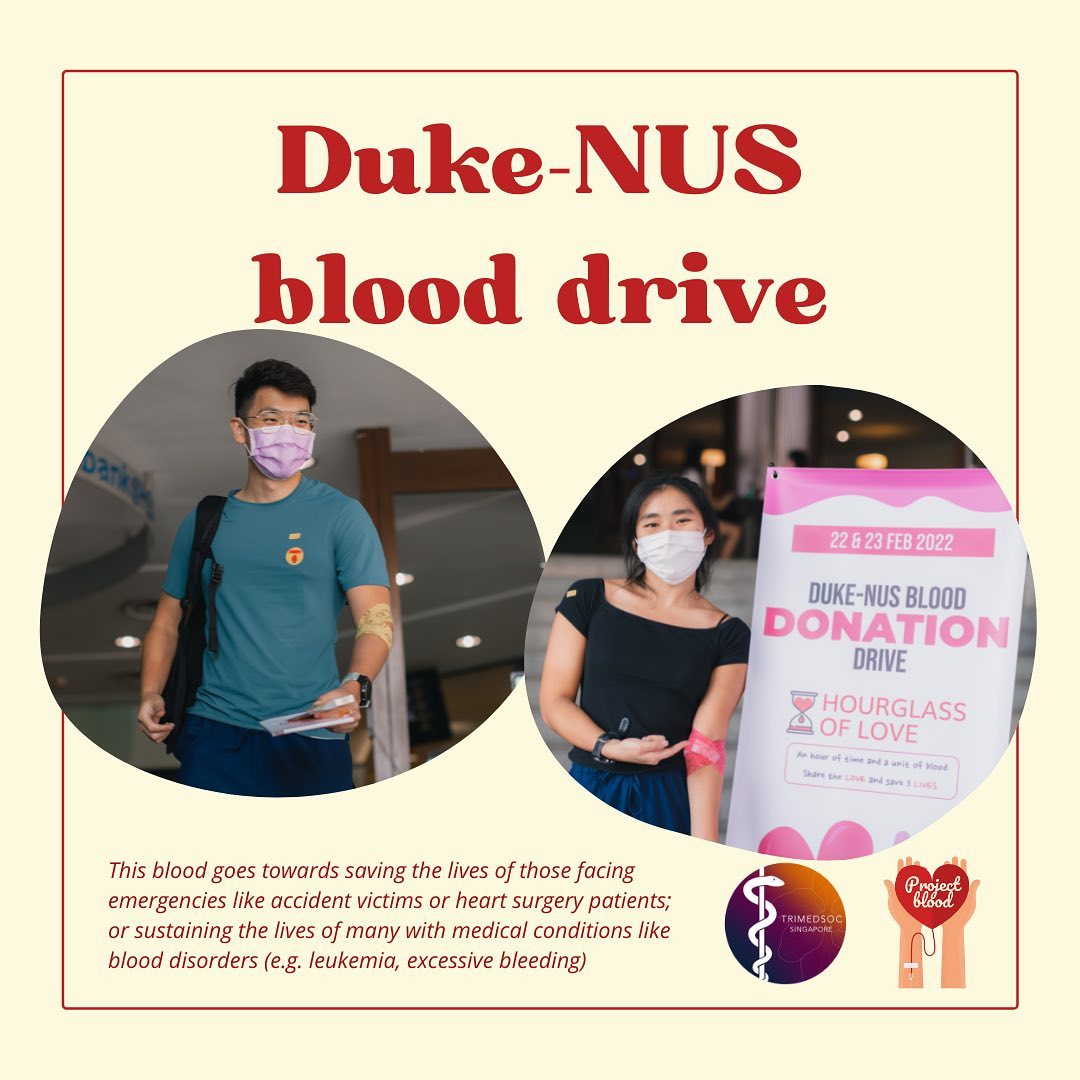 Duke-NUS
blood drive
bank
22 & 23 FEB 2022
DUKE-NUS BLOOD
DONATION
DRIVE
HOURGLASS
OF LOVE
An hour of time and a unit of blood
Share the LOVE and save 3 LIVES
This blood goes towards saving the lives of those facing
emergencies like accident victims or heart surgery patients;
or sustaining the lives of many with medical conditions like
blood disorders (e.g. leukemia, excessive bleeding)
TRIMEDSOC
SINGAPORE
Project
blood